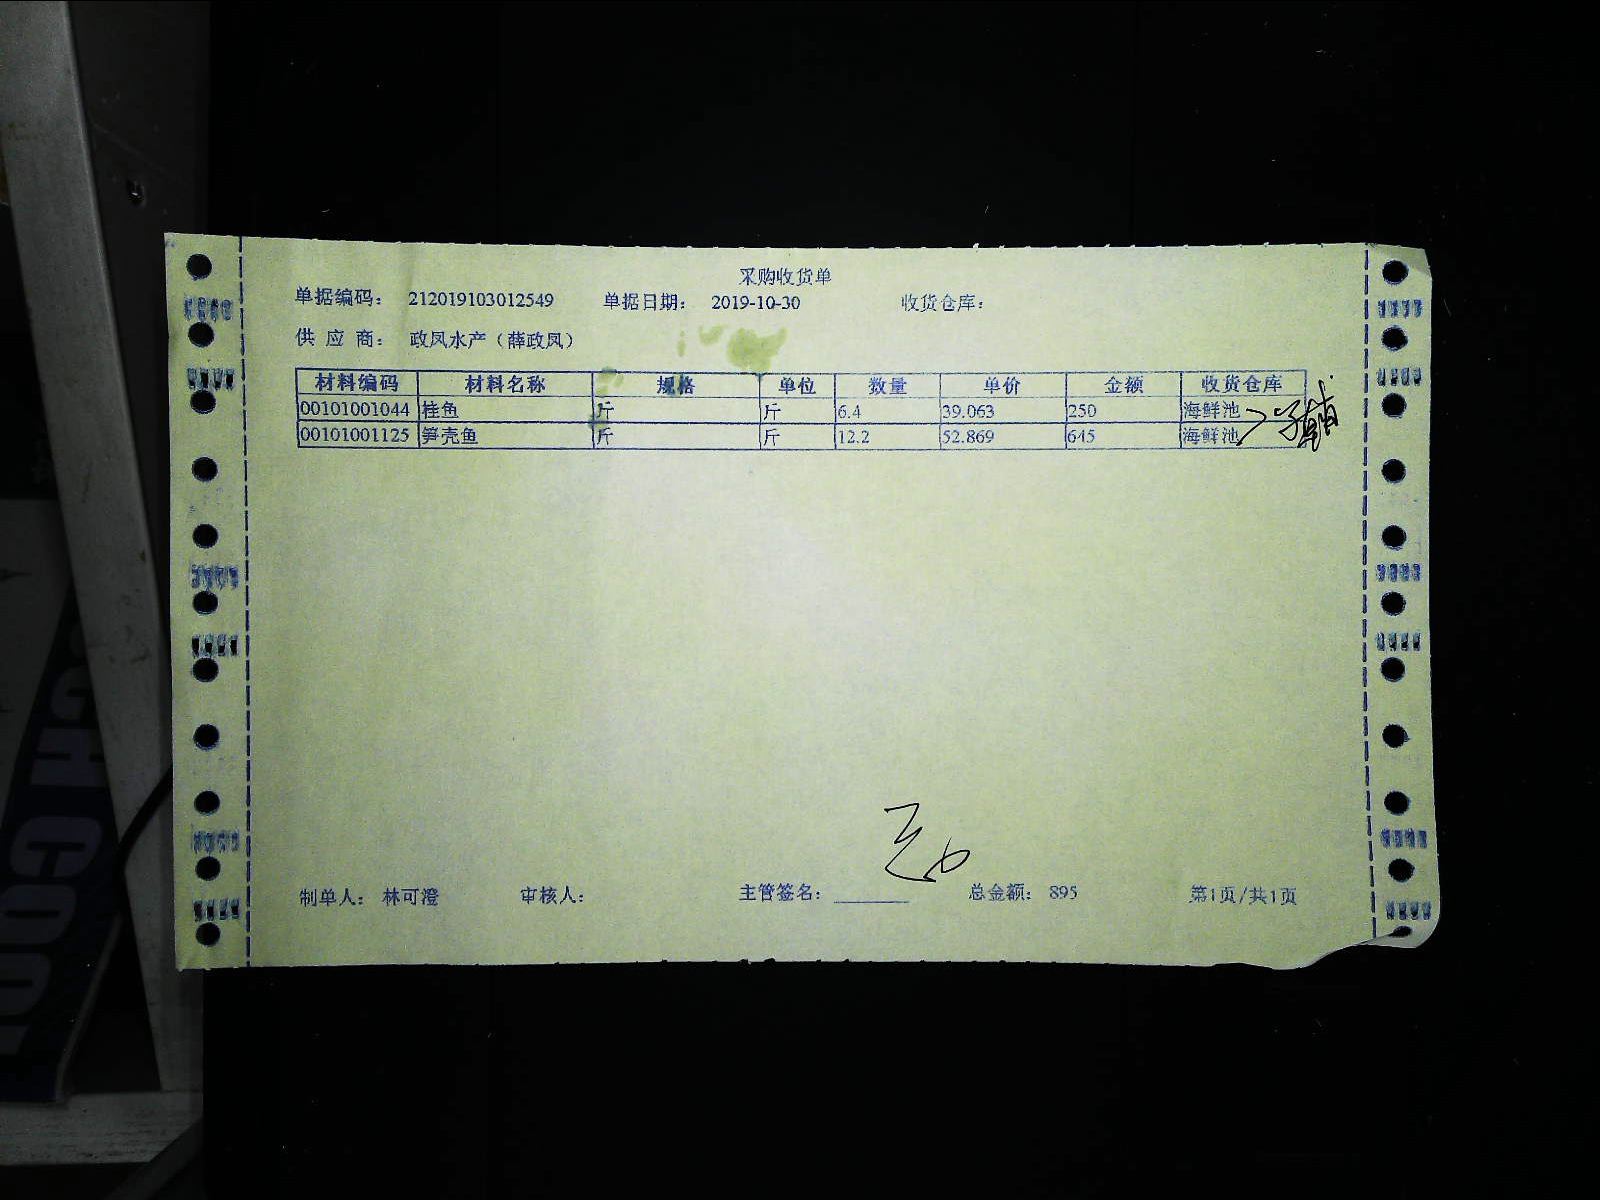 采购收货单
单据编码： 212019103012549 单据日期： 2019-10-30 收货仓库：
供 应 商： 政凤水产（薛政凤）
材料编码 材料名称 规格 单位 数量 单价 金额 收货仓库
00101001044 桂鱼 斤 斤 6.4 39.063 250 海鲜池
00101001125 笋壳鱼 斤 斤 12.2 52.869 645 海鲜池
制单人： 林可澄 审核人： 主管签名： 总金额： 895 第1页/共1页